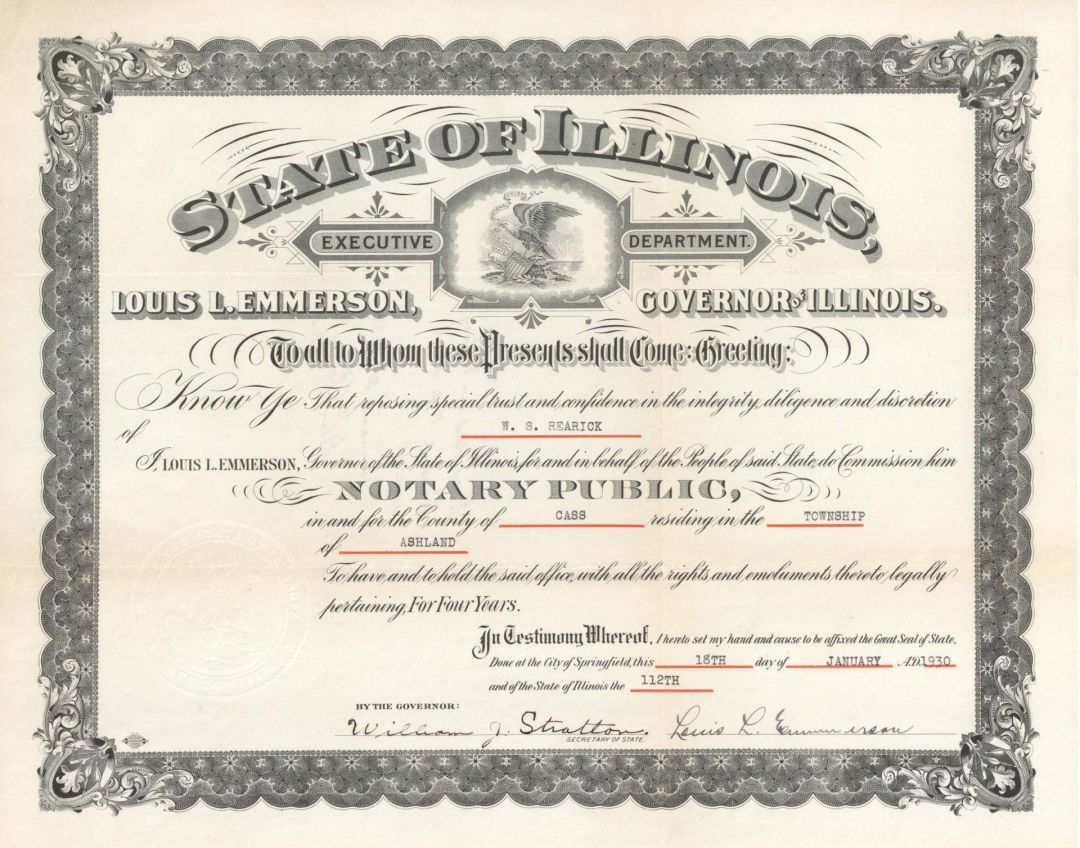 STATE OF ILLINOIS,
EXECUTIVE DEPARTMENT.
LOUIS L. EMMERSON, GOVERNOR OF ILLINOIS.
To all to Whom these Presents shall Come: Greeting:
Know Ye That reposing special trust and confidence in the integrity, diligence and discretion
of W. S. REARICK
I, LOUIS L. EMMERSON, Governor of the State of Illinois, for and in behalf of the People of said State, do Commission him
NOTARY PUBLIC,
in and for the County of CASS residing in the TOWNSHIP
of ASHLAND
To have and to hold the said office, with all the rights and emoluments thereto legally
pertaining, For Four Years.
In Testimony Whereof, I hereto set my hand and cause to be affixed the Great Seal of State,
Done at the City of Springfield, this 18TH day of JANUARY A.D. 1930
and of the State of Illinois the 112TH
BY THE GOVERNOR:
William J. Stratton. Louis L. Emmerson
SECRETARY OF STATE.